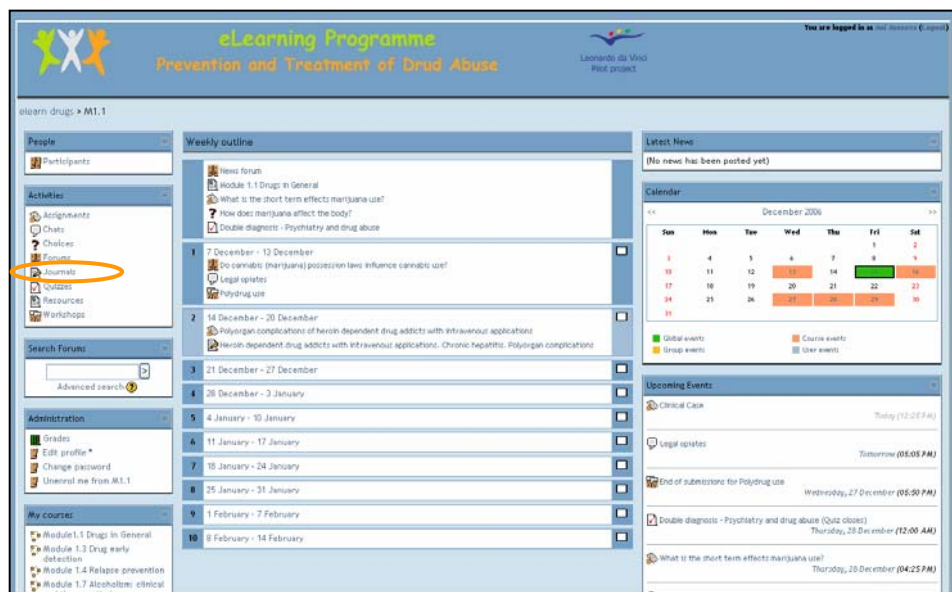 eLearning Programme
Prevention and Treatment of Drud Abuse
Leonardo da Vinci
Pilot project
You are logged in as (Logout)
elearn drugs » M1.1
People
Participants
Activities
Assignments
Chats
Choices
Forums
Journals
Quizzes
Resources
Workshops
Search Forums
>
Advanced search ?
Administration
Grades
Edit profile *
Change password
Unenrol me from M1.1
My courses
Module1.1 Drugs in General
Module 1.3 Drug early
detection
Module 1.4 Relapse prevention
Module 1.7 Alcoholism: clinical
Weekly outline
News forum
Module 1.1 Drugs in General
What is the short term effects marijuana use?
How does marijuana affect the body?
Double diagnosis - Psychiatry and drug abuse
1 7 December - 13 December
Do cannabis (marijuana) possession laws influence cannabis use?
Legal opiates
Polydrug use
2 14 December - 20 December
Polyorgan complications of heroin dependent drug addicts with intravenous applications
Heroin dependent drug addicts with intravenous applications. Chronic hepatitis. Polyorgan complications
3 21 December - 27 December
4 28 December - 3 January
5 4 January - 10 January
6 11 January - 17 January
7 18 January - 24 January
8 25 January - 31 January
9 1 February - 7 February
10 8 February - 14 February
Latest News
(No news has been posted yet)
Calendar
<< December 2006 >>
Sun Mon Tue Wed Thu Fri Sat
1 2
3 4 5 6 7 8 9
10 11 12 13 14 15 16
17 18 19 20 21 22 23
24 25 26 27 28 29 30
31
Global events Course events
Group events User events
Upcoming Events
Clinical Case
Today (12:25 PM)
Legal opiates
Tomorrow (05:05 PM)
End of submissions for Polydrug use
Wednesday, 27 December (05:50 PM)
Double diagnosis - Psychiatry and drug abuse (Quiz closes)
Thursday, 28 December (12:00 AM)
What is the short term effects marijuana use?
Thursday, 28 December (04:25 PM)